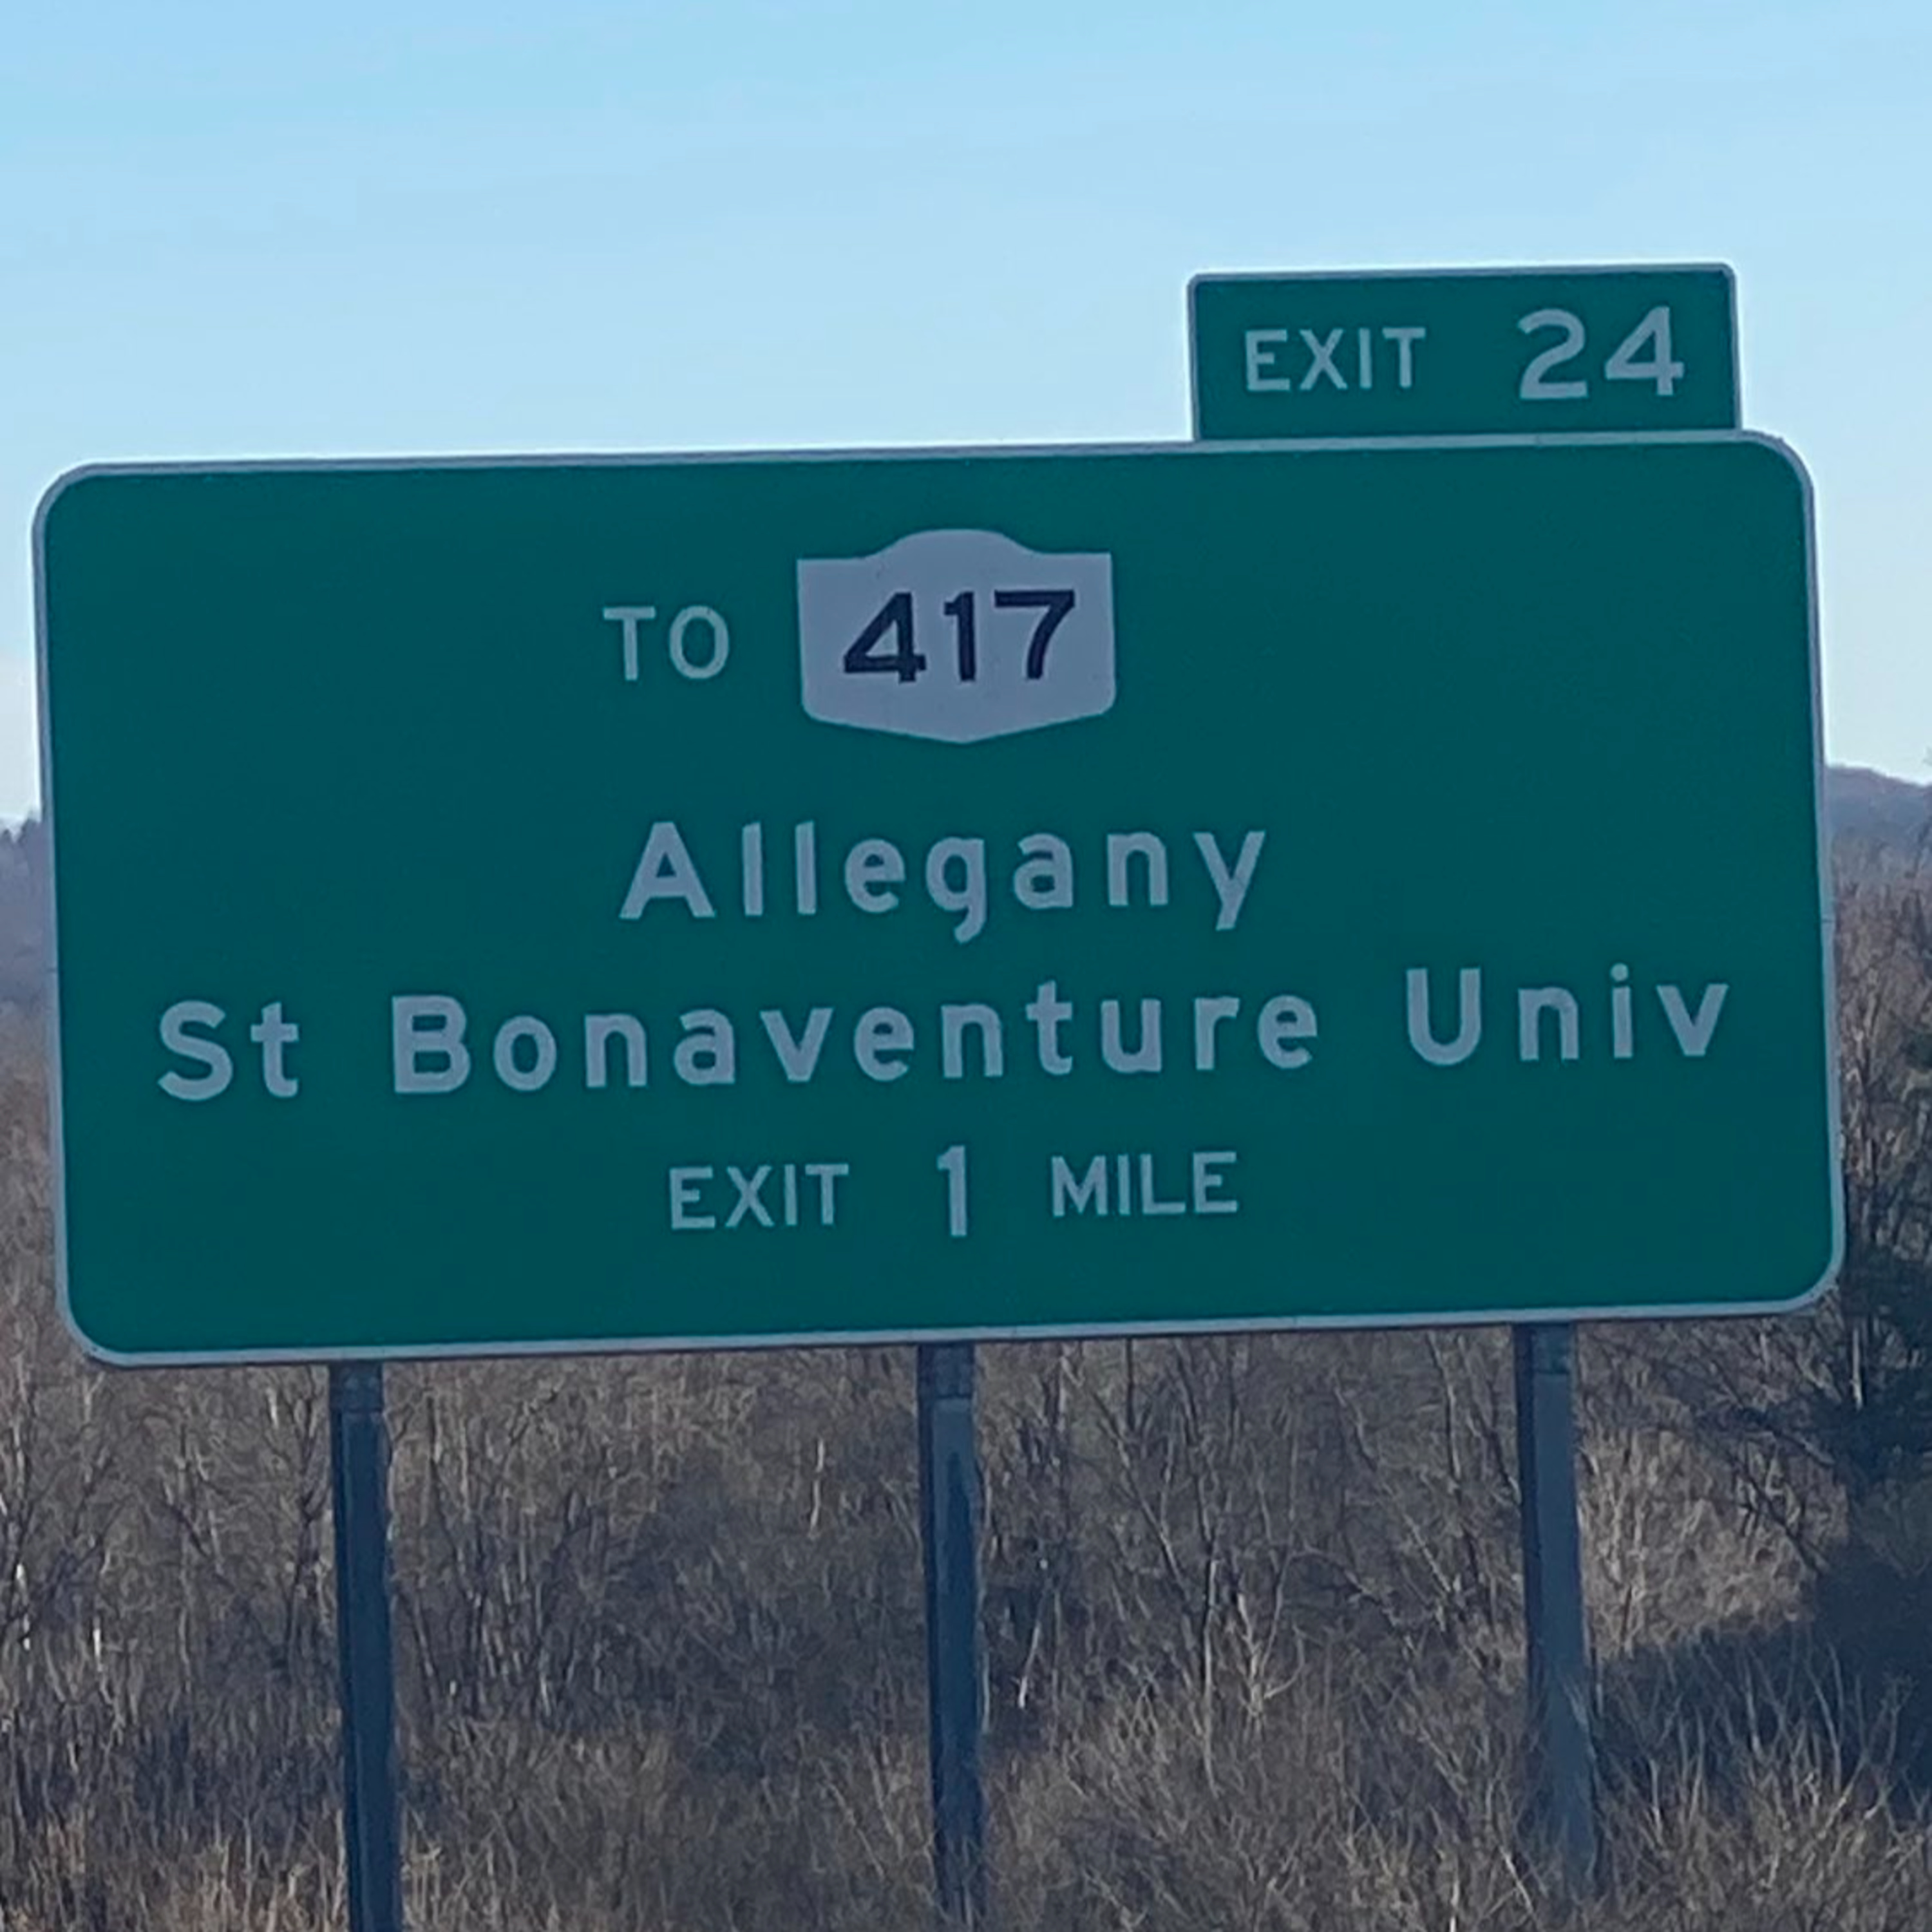 EXIT 24
TO 417
Allegany
St Bonaventure Univ
EXIT 1 MILE